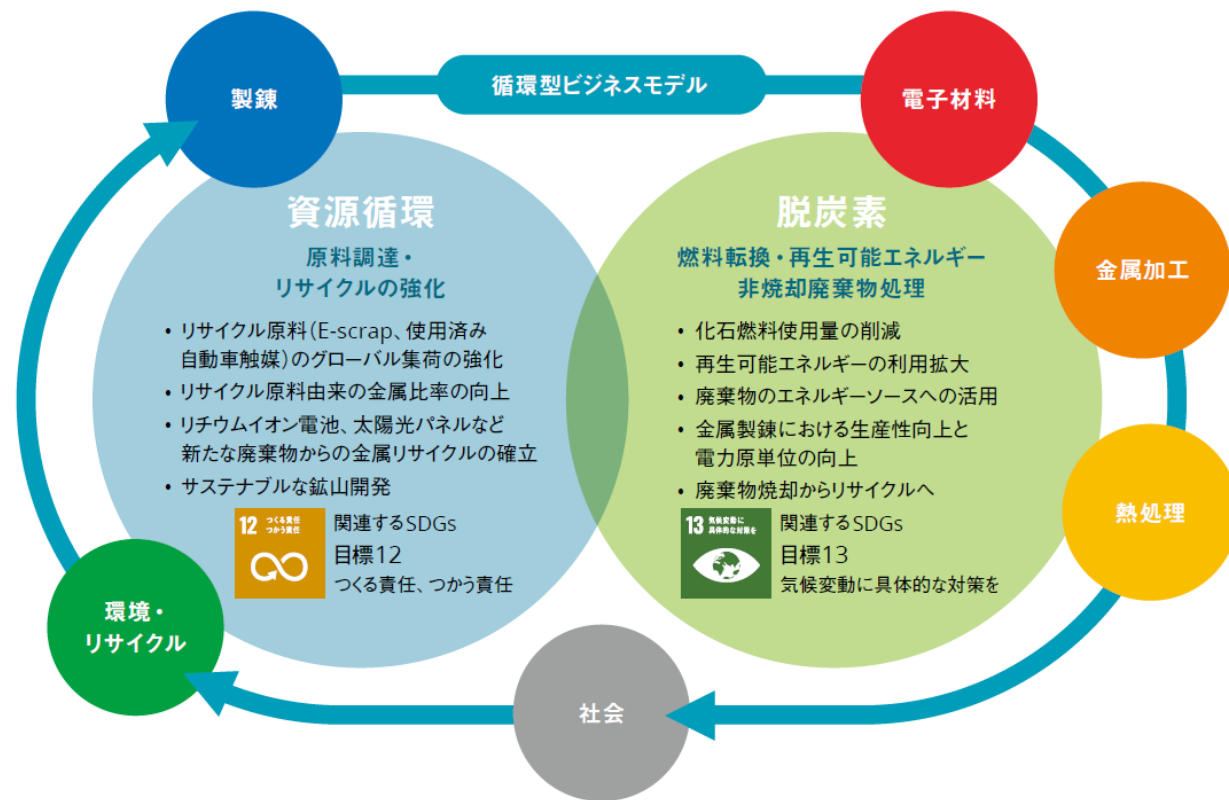 循環型ビジネスモデル
製錬
電子材料
金属加工
熱処理
社会
環境・
リサイクル
資源循環
原料調達・
リサイクルの強化
• リサイクル原料（E-scrap、使用済み
自動車触媒）のグローバル集荷の強化
• リサイクル原料由来の金属比率の向上
• リチウムイオン電池、太陽光パネルなど
新たな廃棄物からの金属リサイクルの確立
• サステナブルな鉱山開発
12 つくる責任
つかう責任
関連するSDGs
目標12
つくる責任、つかう責任
脱炭素
燃料転換・再生可能エネルギー
非焼却廃棄物処理
• 化石燃料使用量の削減
• 再生可能エネルギーの利用拡大
• 廃棄物のエネルギーソースへの活用
• 金属製錬における生産性向上と
電力原単位の向上
• 廃棄物焼却からリサイクルへ
13 気候変動に
具体的な対策を
関連するSDGs
目標13
気候変動に具体的な対策を